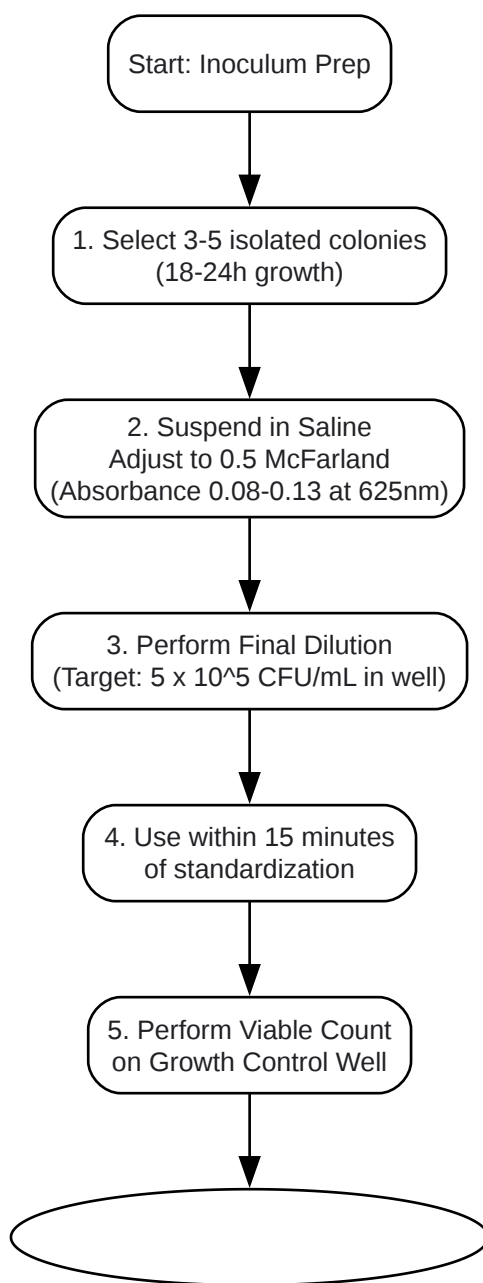 Start: Inoculum Prep
1. Select 3-5 isolated colonies
(18-24h growth)
2. Suspend in Saline
Adjust to 0.5 McFarland
(Absorbance 0.08-0.13 at 625nm)
3. Perform Final Dilution
(Target: 5 x 10^5 CFU/mL in well)
4. Use within 15 minutes
of standardization
5. Perform Viable Count
on Growth Control Well